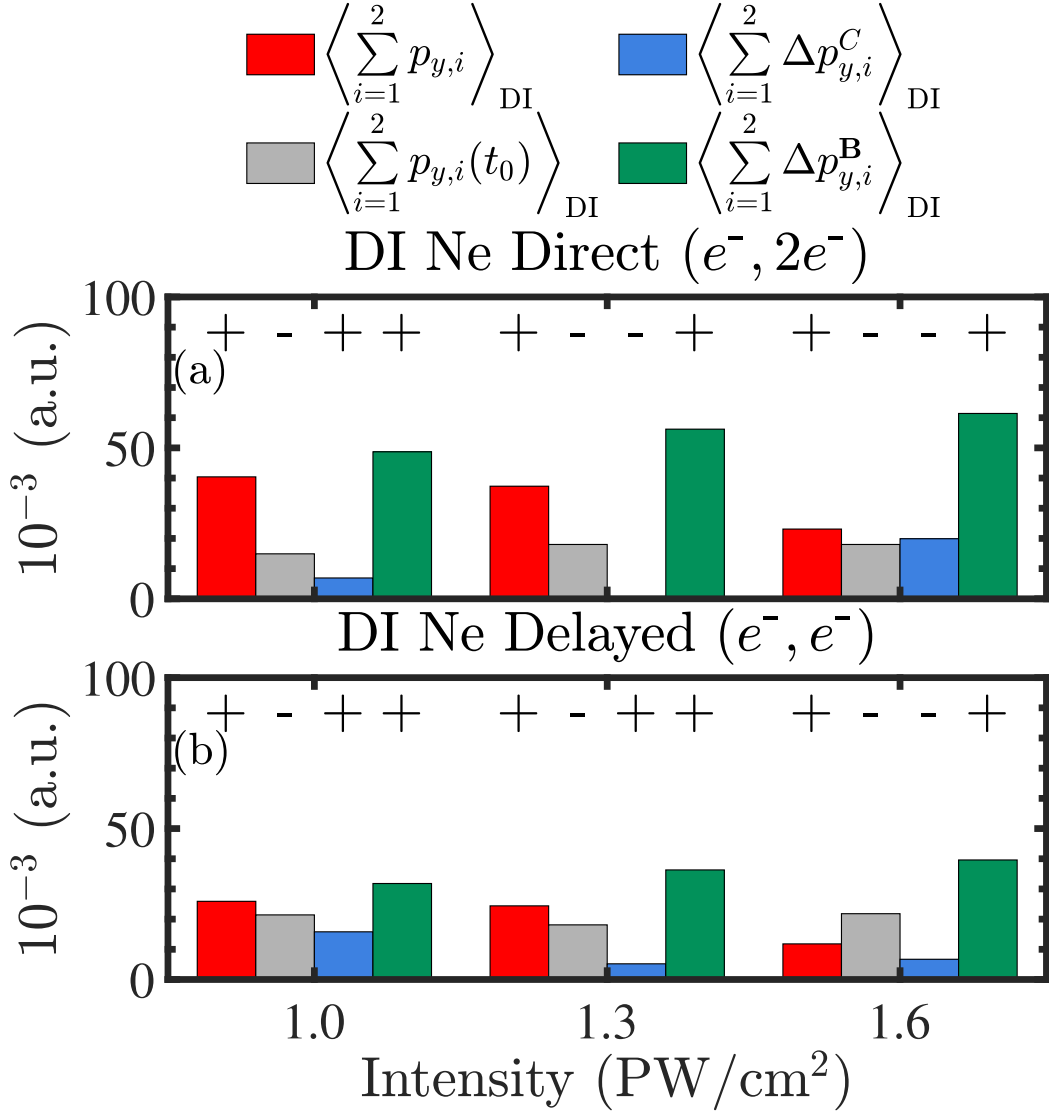 ⟨∑_{i=1}^{2} p_{y,i}⟩_DI ⟨∑_{i=1}^{2} Δp^C_{y,i}⟩_DI
⟨∑_{i=1}^{2} p_{y,i}(t_0)⟩_DI ⟨∑_{i=1}^{2} Δp^𝐁_{y,i}⟩_DI
DI Ne Direct (e⁻, 2e⁻)
100
+ - + + + - - + + - - +
(a)
50
0
10⁻³ (a.u.)
DI Ne Delayed (e⁻, e⁻)
100
+ - + + + - + + + - - +
(b)
50
0
10⁻³ (a.u.)
1.0 1.3 1.6
Intensity (PW/cm²)